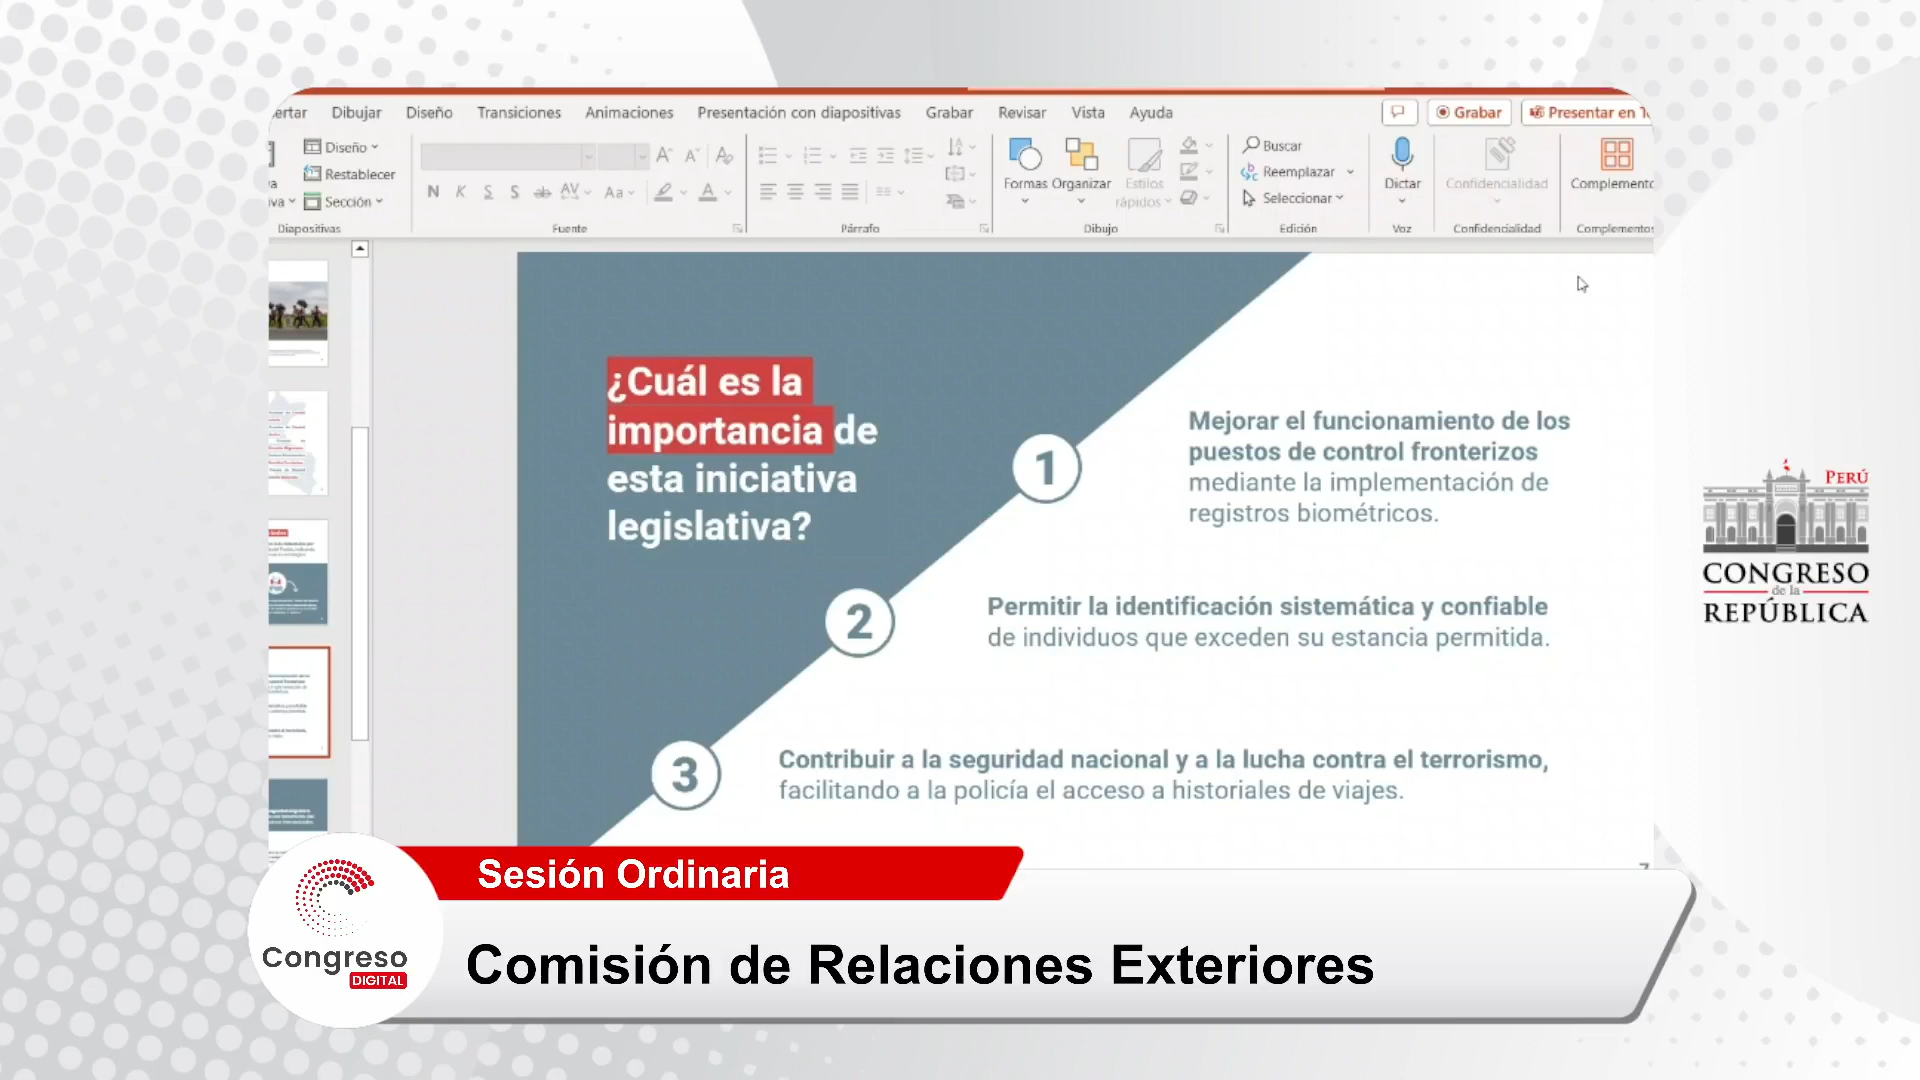 Dibujar Diseño Transiciones Animaciones Presentación con diapositivas Grabar Revisar Vista Ayuda Grabar Presentar en
Diseño
Restablecer
Sección
Diapositivas
N K S S ab AV Aa A
Fuente
Párrafo
Formas Organizar Estilos rápidos
Dibujo
Buscar
Reemplazar
Seleccionar
Edición
Dictar
Voz
Confidencialidad
Confidencialidad
Complemento
Complementos
¿Cuál es la
importancia de
esta iniciativa
legislativa?
1
Mejorar el funcionamiento de los
puestos de control fronterizos
mediante la implementación de
registros biométricos.
2
Permitir la identificación sistemática y confiable
de individuos que exceden su estancia permitida.
3
Contribuir a la seguridad nacional y a la lucha contra el terrorismo,
facilitando a la policía el acceso a historiales de viajes.
PERÚ
CONGRESO
de la
REPÚBLICA
Sesión Ordinaria
Congreso
DIGITAL
Comisión de Relaciones Exteriores